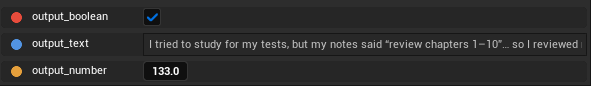 output_boolean
output_text
I tried to study for my tests, but my notes said “review chapters 1–10”... so I reviewed
output_number
133.0